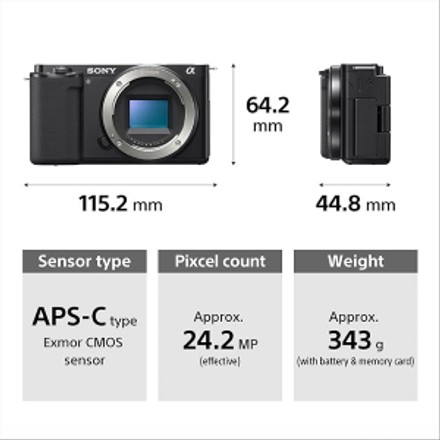 SONY
α
64.2
mm
115.2 mm
44.8 mm
Sensor type
APS-C type
Exmor CMOS
sensor
Pixcel count
Approx.
24.2 MP
(effective)
Weight
Approx.
343 g
(with battery & memory card)